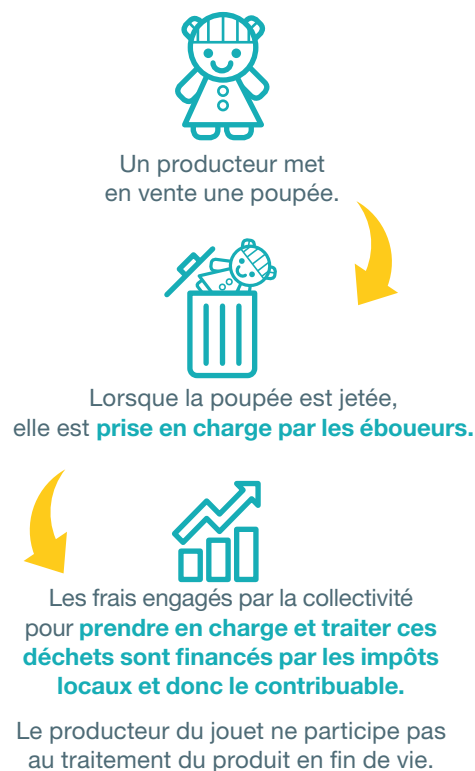 Un producteur met
en vente une poupée.
Lorsque la poupée est jetée,
elle est prise en charge par les éboueurs.
Les frais engagés par la collectivité
pour prendre en charge et traiter ces
déchets sont financés par les impôts
locaux et donc le contribuable.
Le producteur du jouet ne participe pas
au traitement du produit en fin de vie.